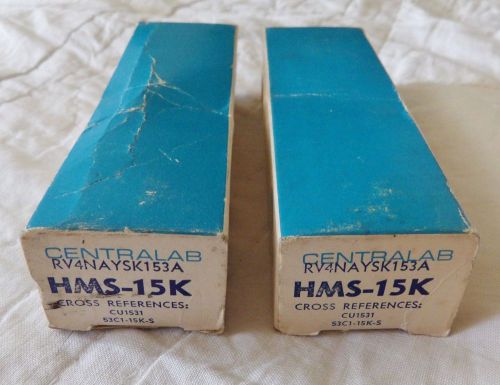 CENTRALAB
RV4NAYSK153A
HMS-15K
CROSS REFERENCES:
CU1531
53C1-15K-S
CENTRALAB
RV4NAYSK153A
HMS-15K
CROSS REFERENCES:
CU1531
53C1-15K-S